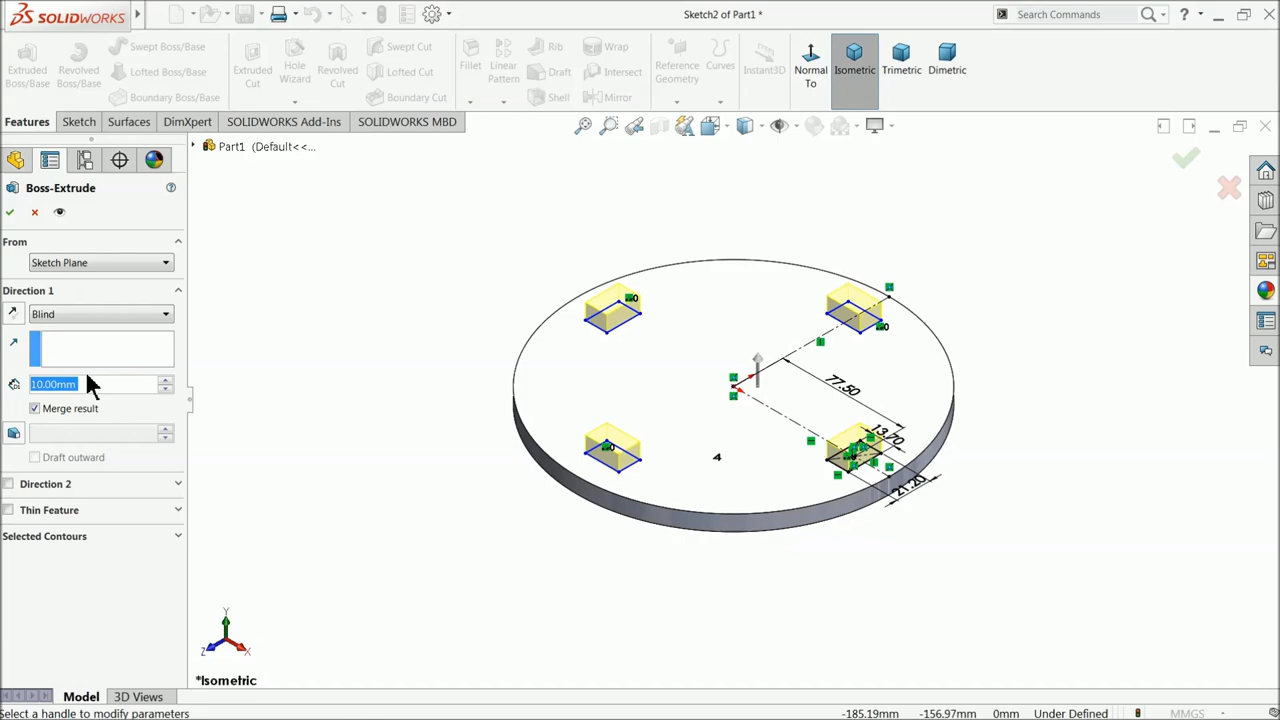 SOLIDWORKS
Sketch2 of Part1 *
Search Commands
?
Extruded Boss/Base
Revolved Boss/Base
Swept Boss/Base
Lofted Boss/Base
Boundary Boss/Base
Extruded Cut
Hole Wizard
Revolved Cut
Swept Cut
Lofted Cut
Boundary Cut
Fillet
Linear Pattern
Rib
Draft
Shell
Wrap
Intersect
Mirror
Reference Geometry
Curves
Instant3D
Normal To
Isometric
Trimetric
Dimetric
Features
Sketch
Surfaces
DimXpert
SOLIDWORKS Add-Ins
SOLIDWORKS MBD
Part1 (Default<<...
Boss-Extrude
From
Sketch Plane
Direction 1
Blind
10.00mm
Merge result
Draft outward
Direction 2
Thin Feature
Selected Contours
77.50
13.70
21.20
4
Y
Z
X
*Isometric
Model
3D Views
Select a handle to modify parameters
-185.19mm
-156.97mm
0mm
Under Defined
MMGS